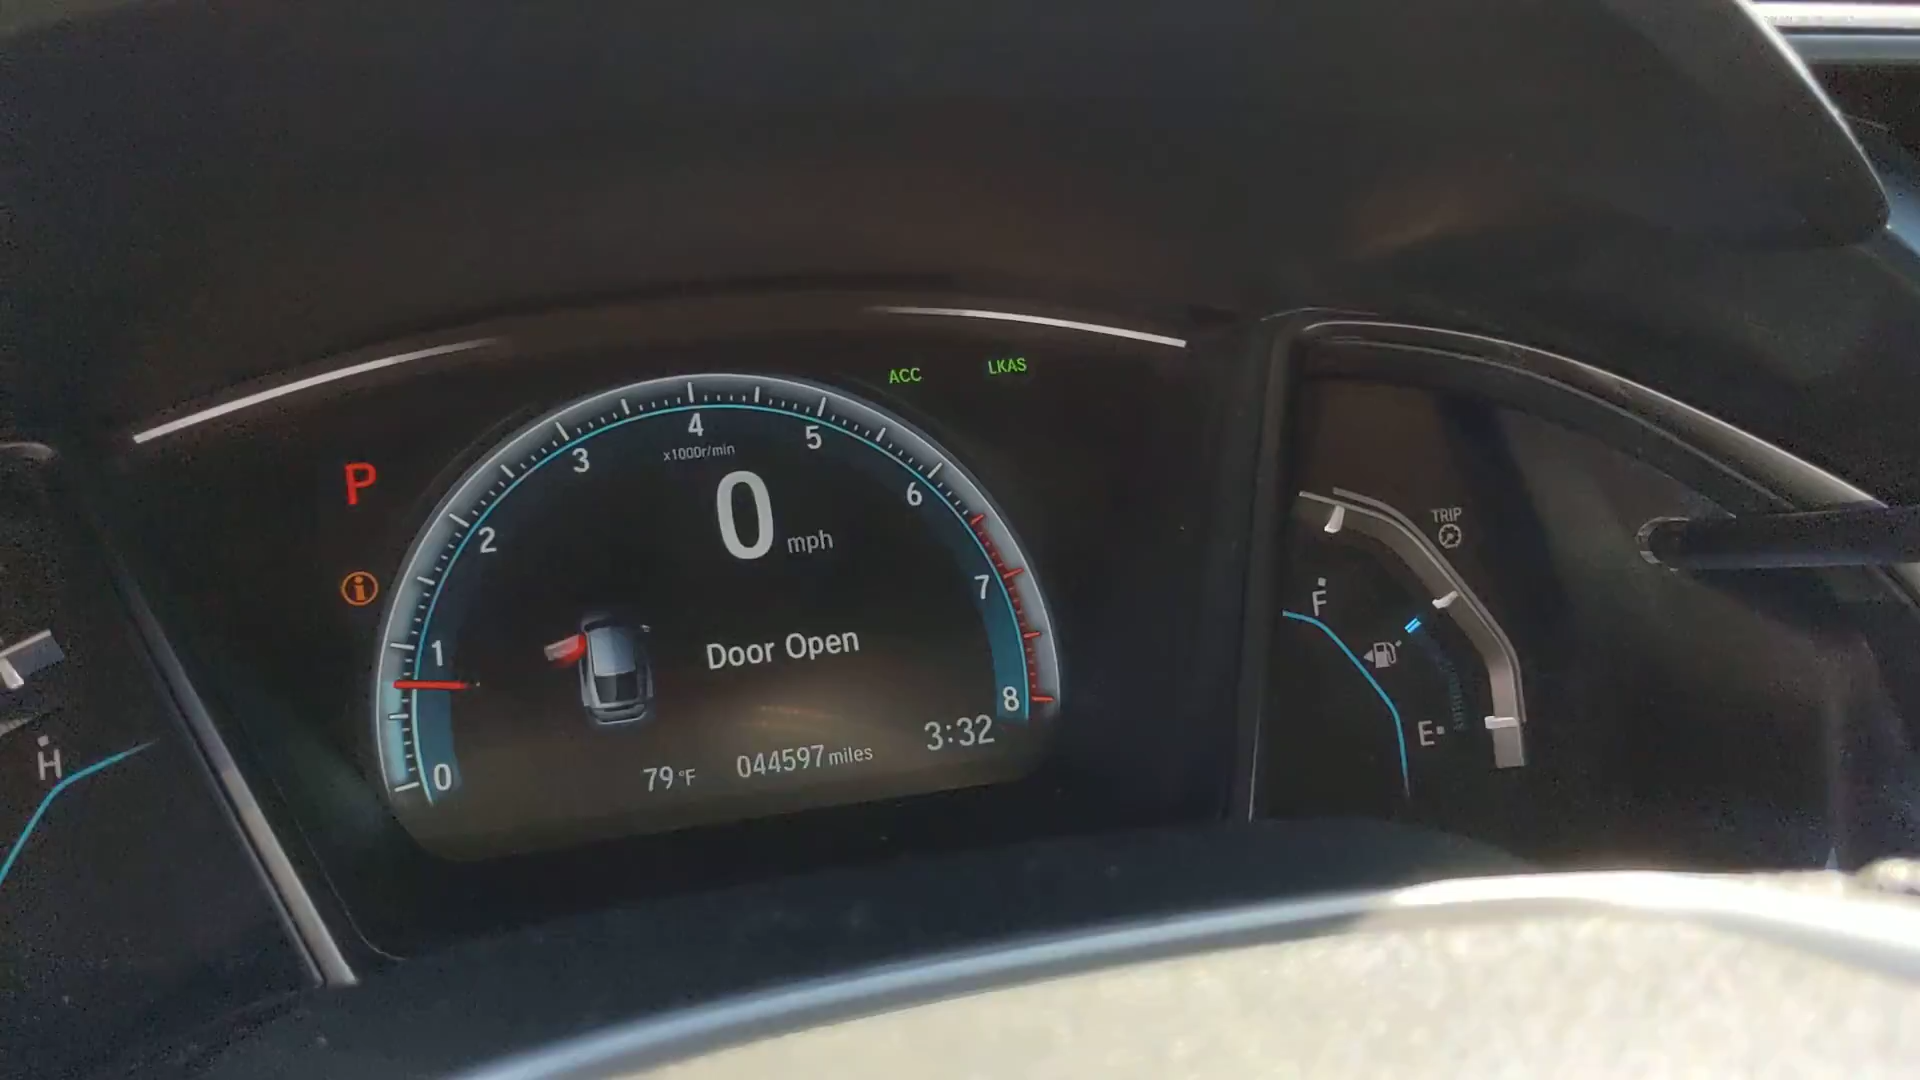 ACC
LKAS
P
0
1
2
3
4
5
6
7
8
x1000r/min
0 mph
Door Open
79°F
044597 miles
3:32
H
TRIP
F
E